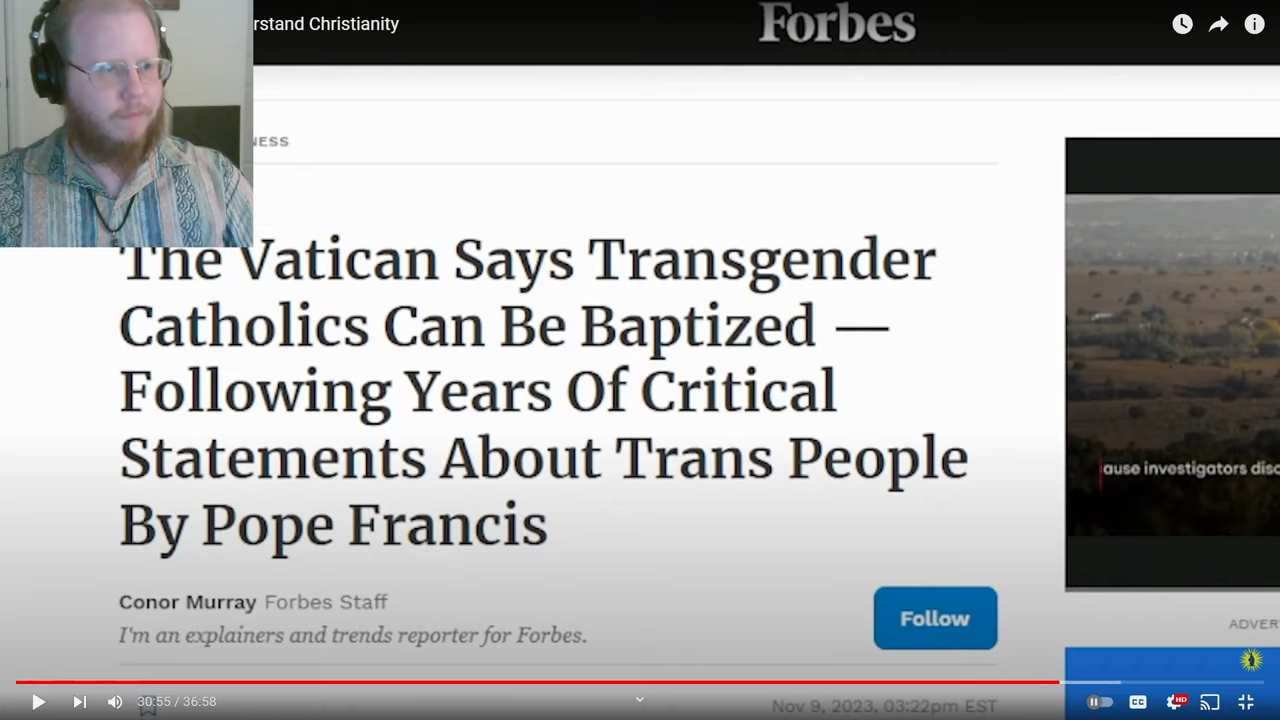 rstand Christianity
Forbes
NESS
The Vatican Says Transgender
Catholics Can Be Baptized —
Following Years Of Critical
Statements About Trans People
By Pope Francis
Conor Murray Forbes Staff
I'm an explainers and trends reporter for Forbes.
Follow
ause investigators disc
ADVER
30:55 / 36:58
Nov 9, 2023, 03:22pm EST
CC
HD